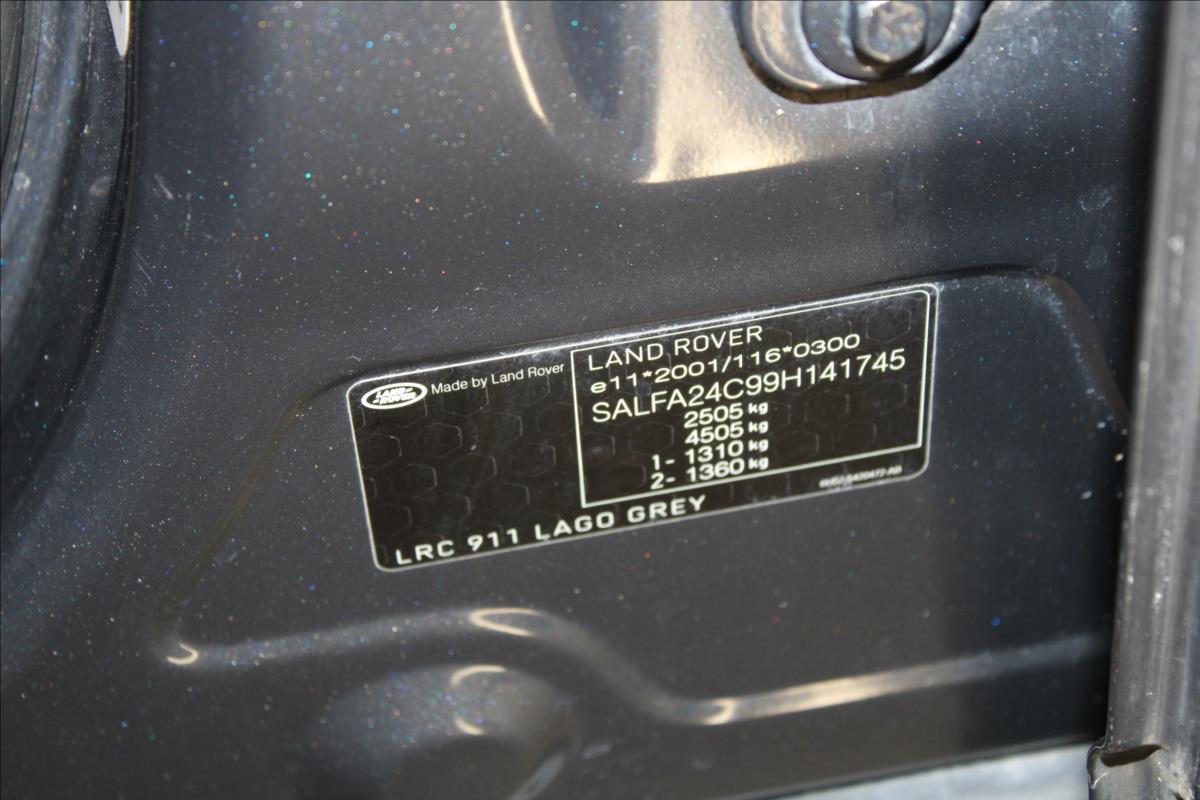 LAND ROVER
Made by Land Rover
LAND ROVER
e11*2001/116*0300
SALFA24C99H141745
2505 kg
4505 kg
1- 1310 kg
2- 1360 kg
LRC 911 LAGO GREY